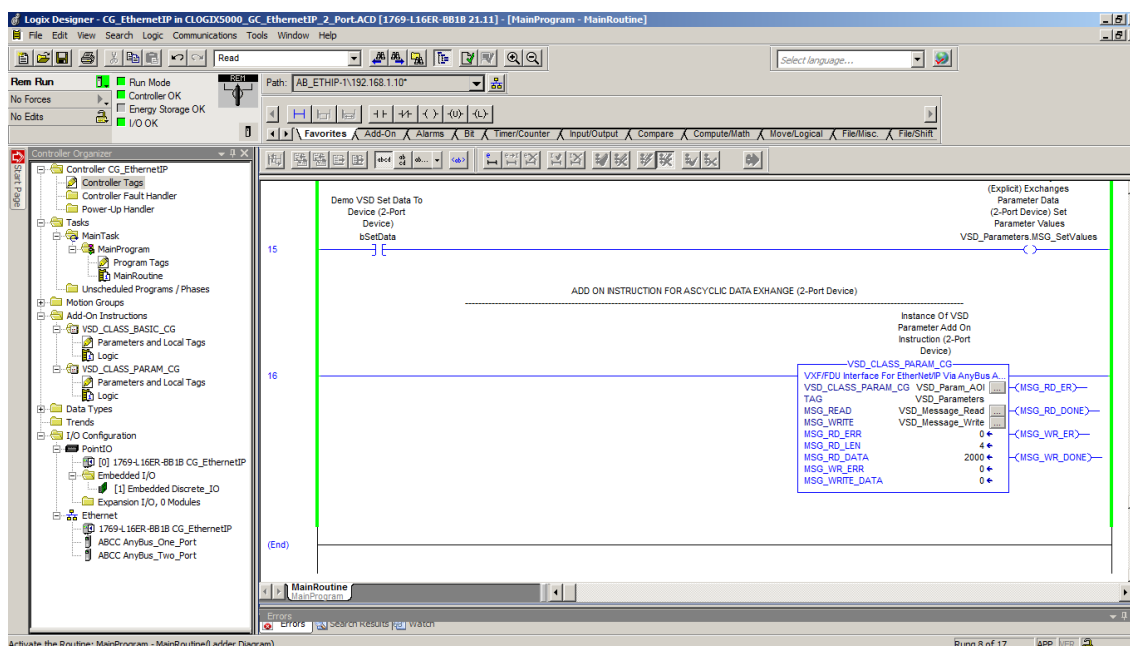 Logix Designer - CG_EthernetIP in CLOGIX5000_GC_EthernetIP_2_Port.ACD [1769-L16ER-BB1B 21.11] - [MainProgram - MainRoutine]
File Edit View Search Logic Communications Tools Window Help
Read
Select language...
Rem Run
Run Mode
REM
Path: AB_ETHIP-1\192.168.1.10*
No Forces
Controller OK
Energy Storage OK
No Edits
I/O OK
Favorites Add-On Alarms Bit Timer/Counter Input/Output Compare Compute/Math Move/Logical File/Misc. File/Shift
Start Page
Controller Organizer
Controller CG_EthernetIP
Controller Tags
Controller Fault Handler
Power-Up Handler
Tasks
MainTask
MainProgram
Program Tags
MainRoutine
Unscheduled Programs / Phases
Motion Groups
Add-On Instructions
VSD_CLASS_BASIC_CG
Parameters and Local Tags
Logic
VSD_CLASS_PARAM_CG
Parameters and Local Tags
Logic
Data Types
Trends
I/O Configuration
PointIO
[0] 1769-L16ER-BB1B CG_EthernetIP
Embedded I/O
[1] Embedded Discrete_IO
Expansion I/O, 0 Modules
Ethernet
1769-L16ER-BB1B CG_EthernetIP
ABCC AnyBus_One_Port
ABCC AnyBus_Two_Port
Demo VSD Set Data To
Device (2-Port
Device)
bSetData
(Explicit) Exchanges
Parameter Data
(2-Port Device) Set
Parameter Values
VSD_Parameters.MSG_SetValues
15
ADD ON INSTRUCTION FOR ASCYCLIC DATA EXHANGE (2-Port Device)
Instance Of VSD
Parameter Add On
Instruction (2-Port
Device)
VSD_CLASS_PARAM_CG
16
VXF/FDU Interface For EtherNet/IP Via AnyBus A...
VSD_CLASS_PARAM_CG VSD_Param_AOI ... (MSG_RD_ER)
TAG VSD_Parameters
MSG_READ VSD_Message_Read ... (MSG_RD_DONE)
MSG_WRITE VSD_Message_Write ...
MSG_RD_ERR 0 (MSG_WR_ER)
MSG_RD_LEN 4
MSG_RD_DATA 2000 (MSG_WR_DONE)
MSG_WR_ERR 0
MSG_WRITE_DATA 0
(End)
MainRoutine
MainProgram
Errors
Errors Search Results Watch
Activate the Routine: MainProgram - MainRoutine(Ladder Diagram)
Rung 8 of 17 APP VER